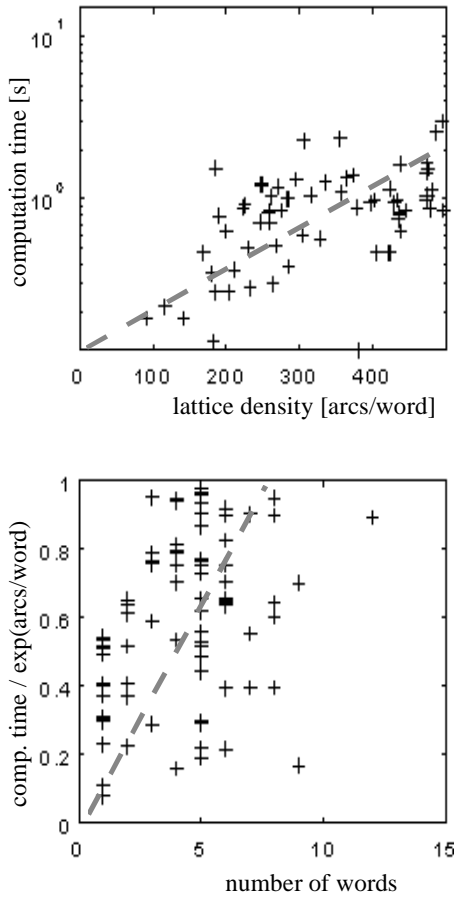 10¹
10⁰
computation time [s]
0 100 200 300 400
lattice density [arcs/word]
1
0.8
0.6
0.4
0.2
0
comp. time / exp(arcs/word)
0 5 10 15
number of words